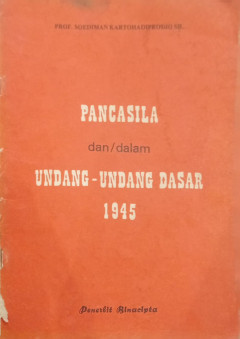 PROF. SOEDIMAN KARTOHADIPRODJO SH.
PANCASILA
dan/dalam
UNDANG-UNDANG DASAR
1945
Penerbit Binacipta